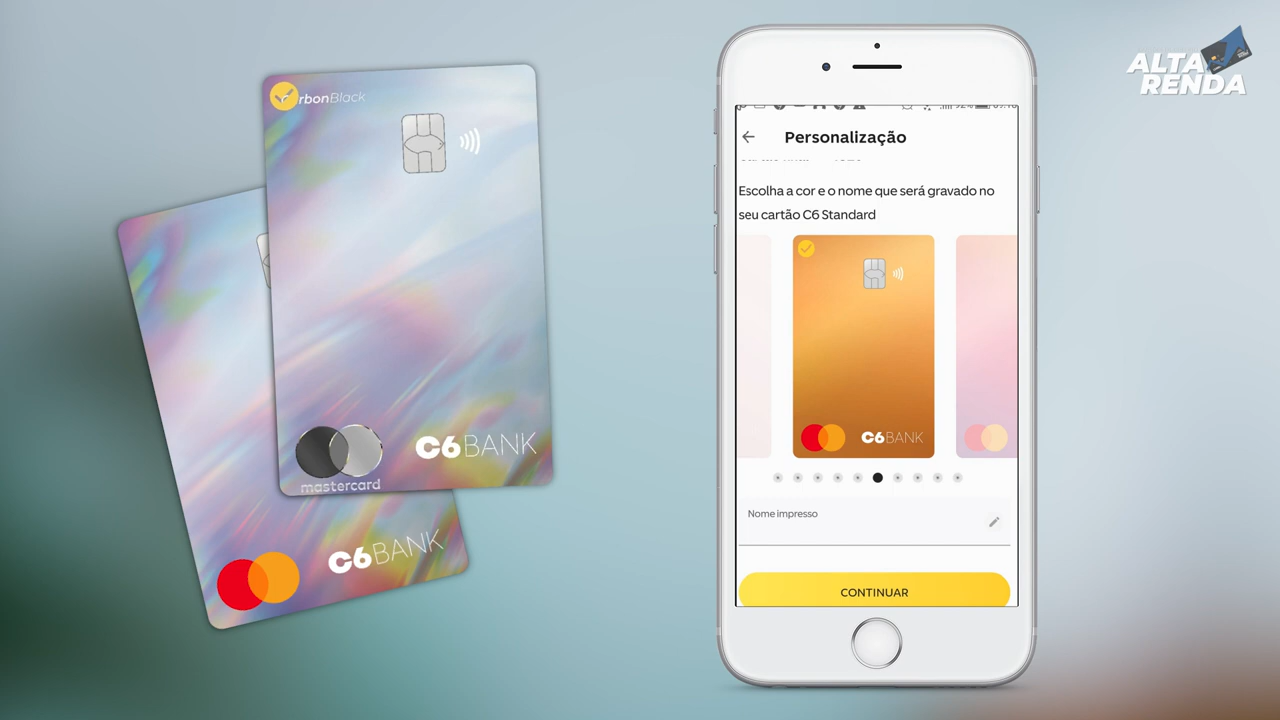 ALTA
RENDA
rbonBlack
mastercard
C6BANK
C6BANK
Personalização
Escolha a cor e o nome que será gravado no
seu cartão C6 Standard
C6BANK
Nome impresso
CONTINUAR